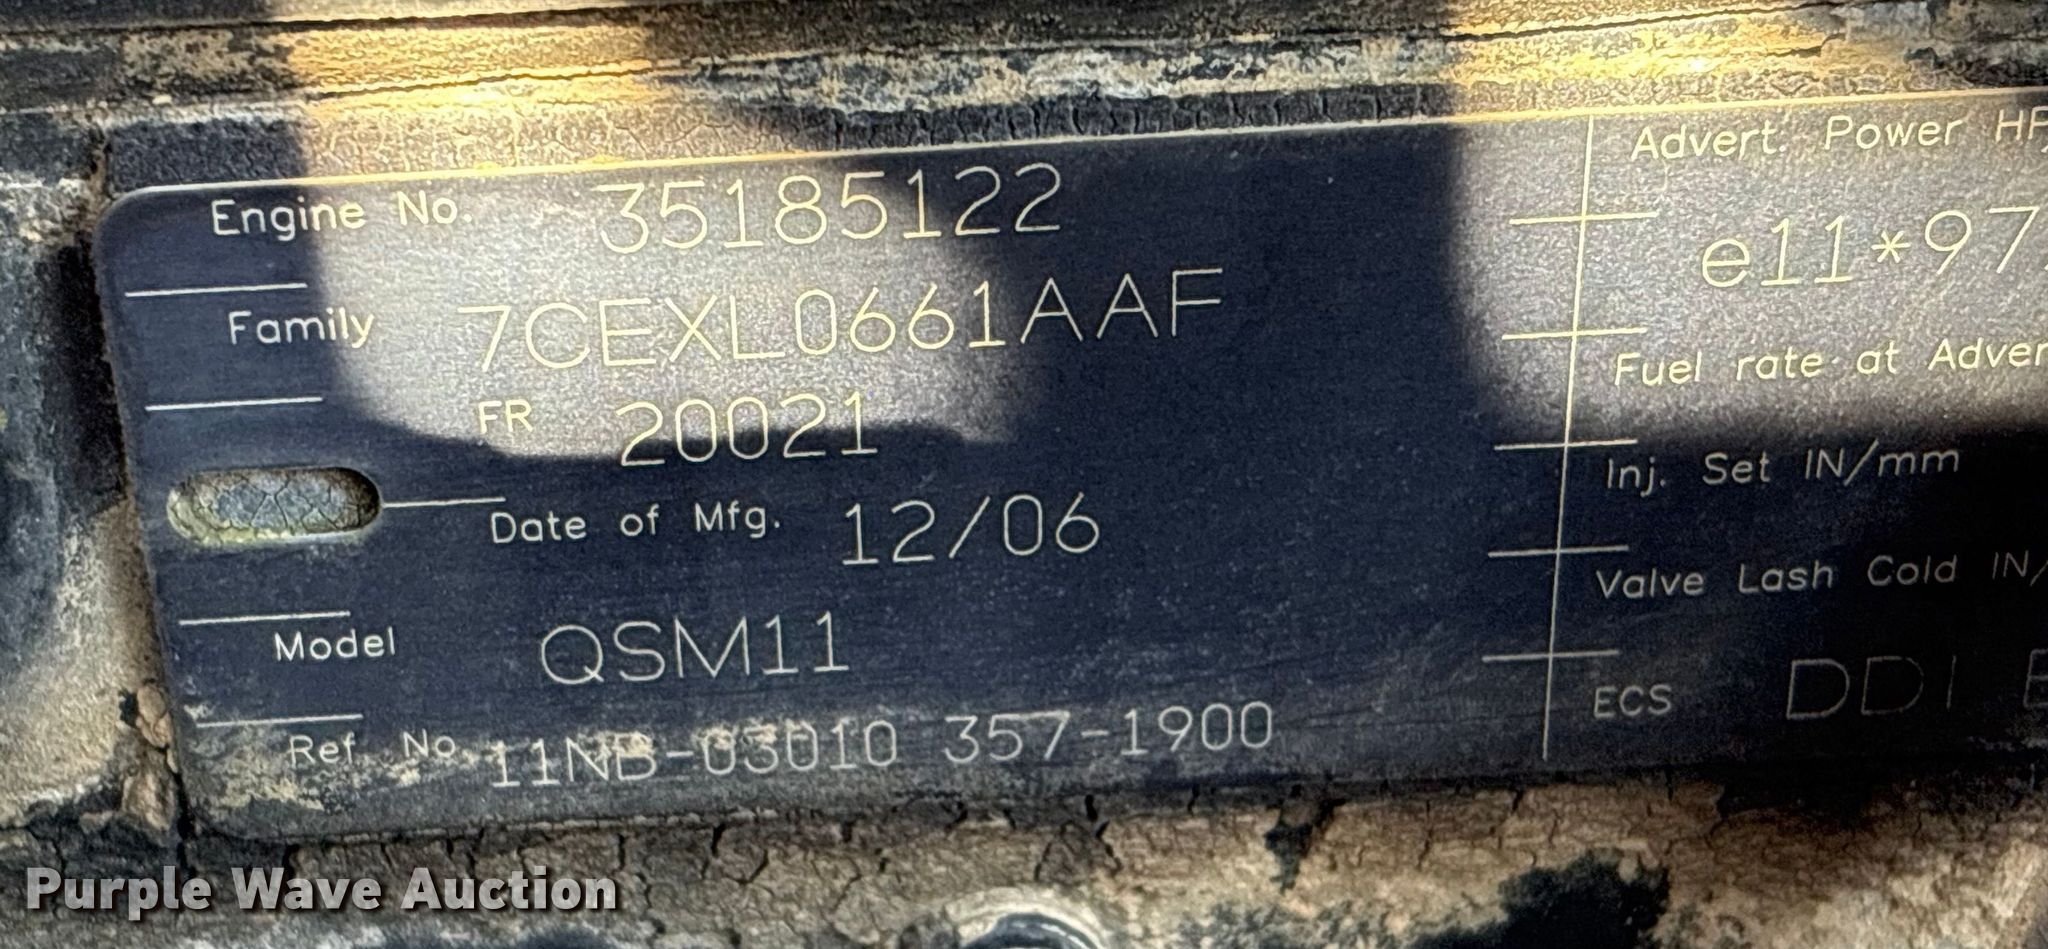 Engine No. 35185122
Family 7CEXL0661AAF
FR 20021
Date of Mfg. 12/06
Model QSM11
Ref No. 11NB-03010 357-1900
Advert. Power HP/
e11*97
Fuel rate at Adver
Inj. Set IN/mm
Valve Lash Cold IN/
ECS DDI E
Purple Wave Auction